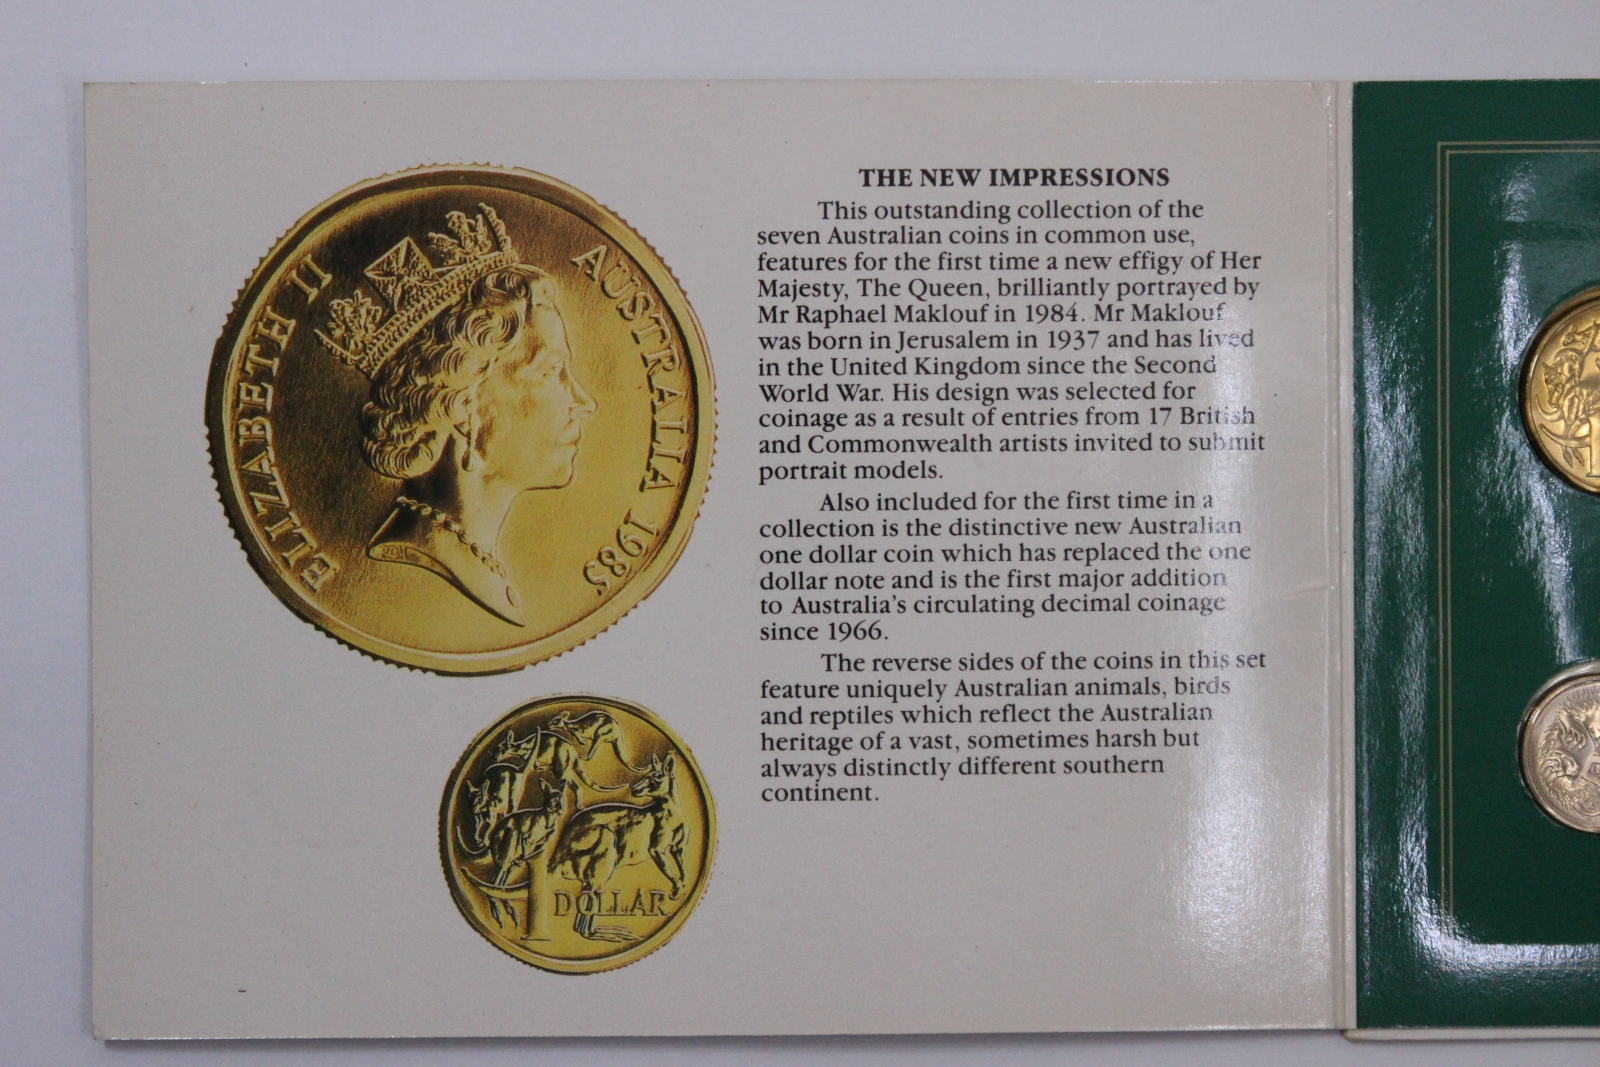 ELIZABETH II
AUSTRALIA 1985
1
DOLLAR
THE NEW IMPRESSIONS
This outstanding collection of the
seven Australian coins in common use,
features for the first time a new effigy of Her
Majesty, The Queen, brilliantly portrayed by
Mr Raphael Maklouf in 1984. Mr Maklouf
was born in Jerusalem in 1937 and has lived
in the United Kingdom since the Second
World War. His design was selected for
coinage as a result of entries from 17 British
and Commonwealth artists invited to submit
portrait models.
Also included for the first time in a
collection is the distinctive new Australian
one dollar coin which has replaced the one
dollar note and is the first major addition
to Australia's circulating decimal coinage
since 1966.
The reverse sides of the coins in this set
feature uniquely Australian animals, birds
and reptiles which reflect the Australian
heritage of a vast, sometimes harsh but
always distinctly different southern
continent.